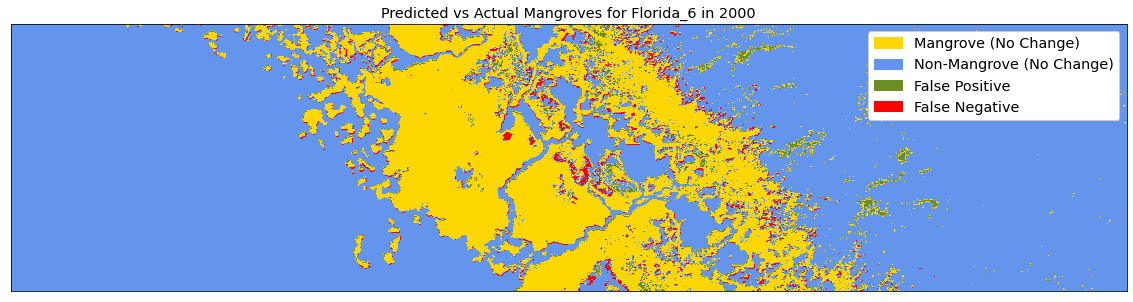 Predicted vs Actual Mangroves for Florida_6 in 2000
Mangrove (No Change)
Non-Mangrove (No Change)
False Positive
False Negative